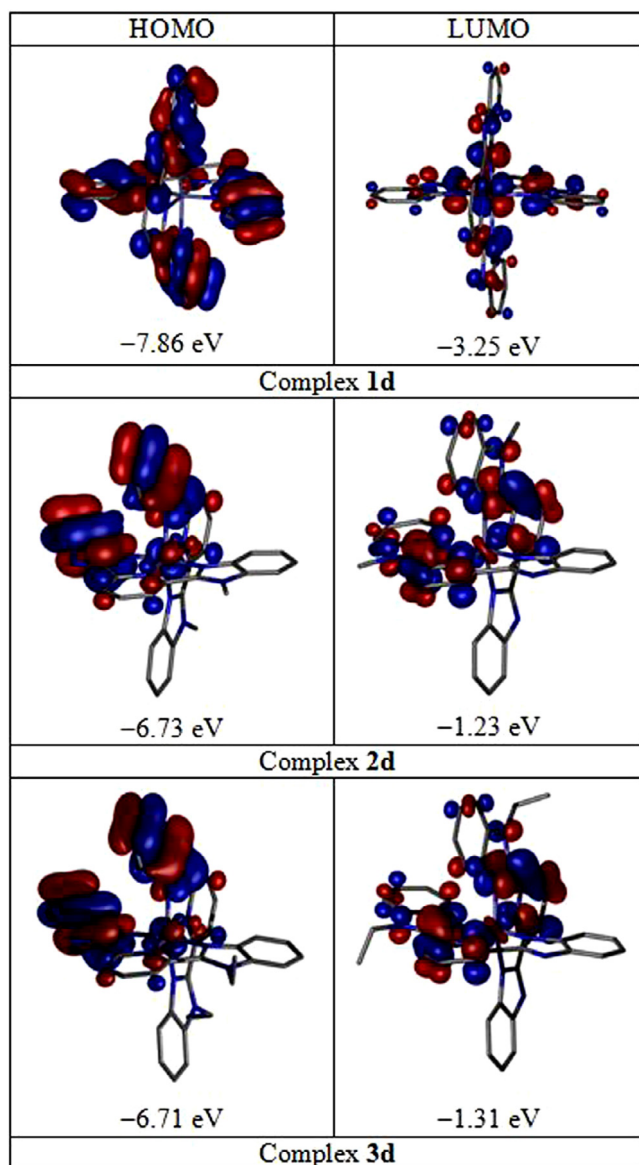 HOMO LUMO
−7.86 eV −3.25 eV
Complex 1d
−6.73 eV −1.23 eV
Complex 2d
−6.71 eV −1.31 eV
Complex 3d